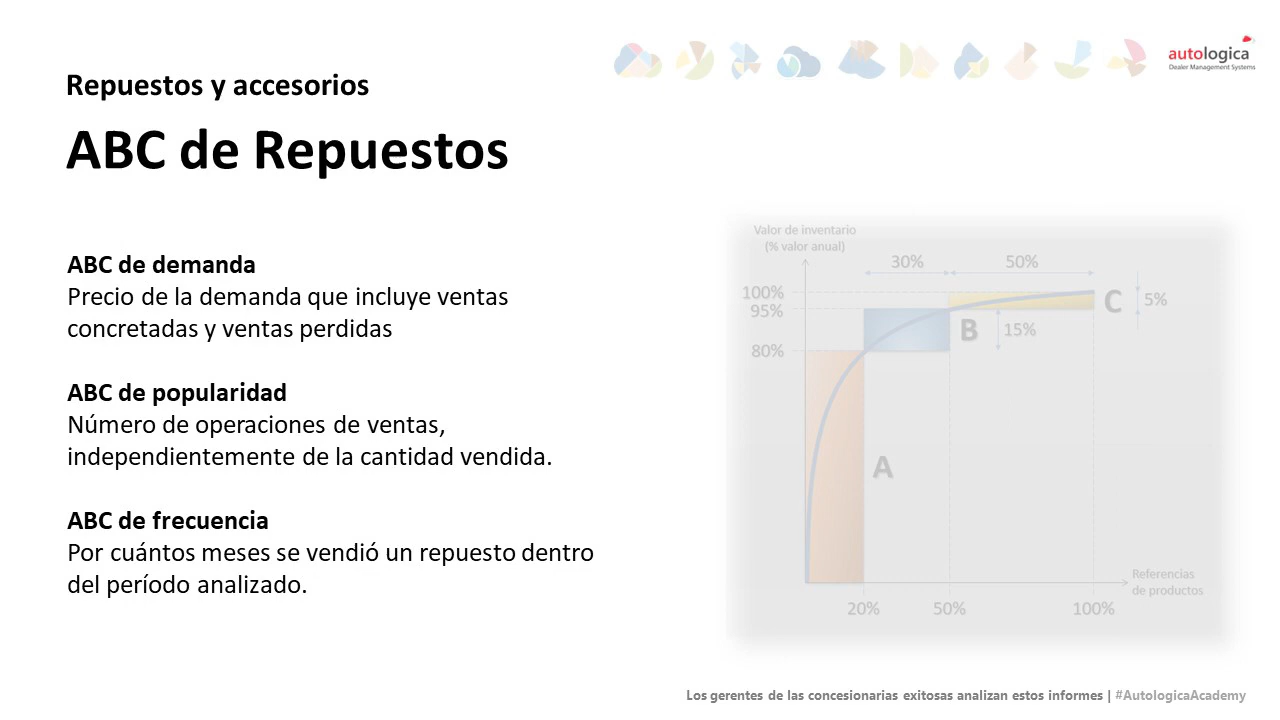 autologica
Dealer Management Systems
Repuestos y accesorios
ABC de Repuestos
ABC de demanda
Precio de la demanda que incluye ventas
concretadas y ventas perdidas
ABC de popularidad
Número de operaciones de ventas,
independientemente de la cantidad vendida.
ABC de frecuencia
Por cuántos meses se vendió un repuesto dentro
del período analizado.
Valor de inventario
(% valor anual)
30%
50%
100%
95%
80%
C
5%
B
15%
A
Referencias
de productos
20%
50%
100%
Los gerentes de las concesionarias exitosas analizan estos informes | #AutologicaAcademy